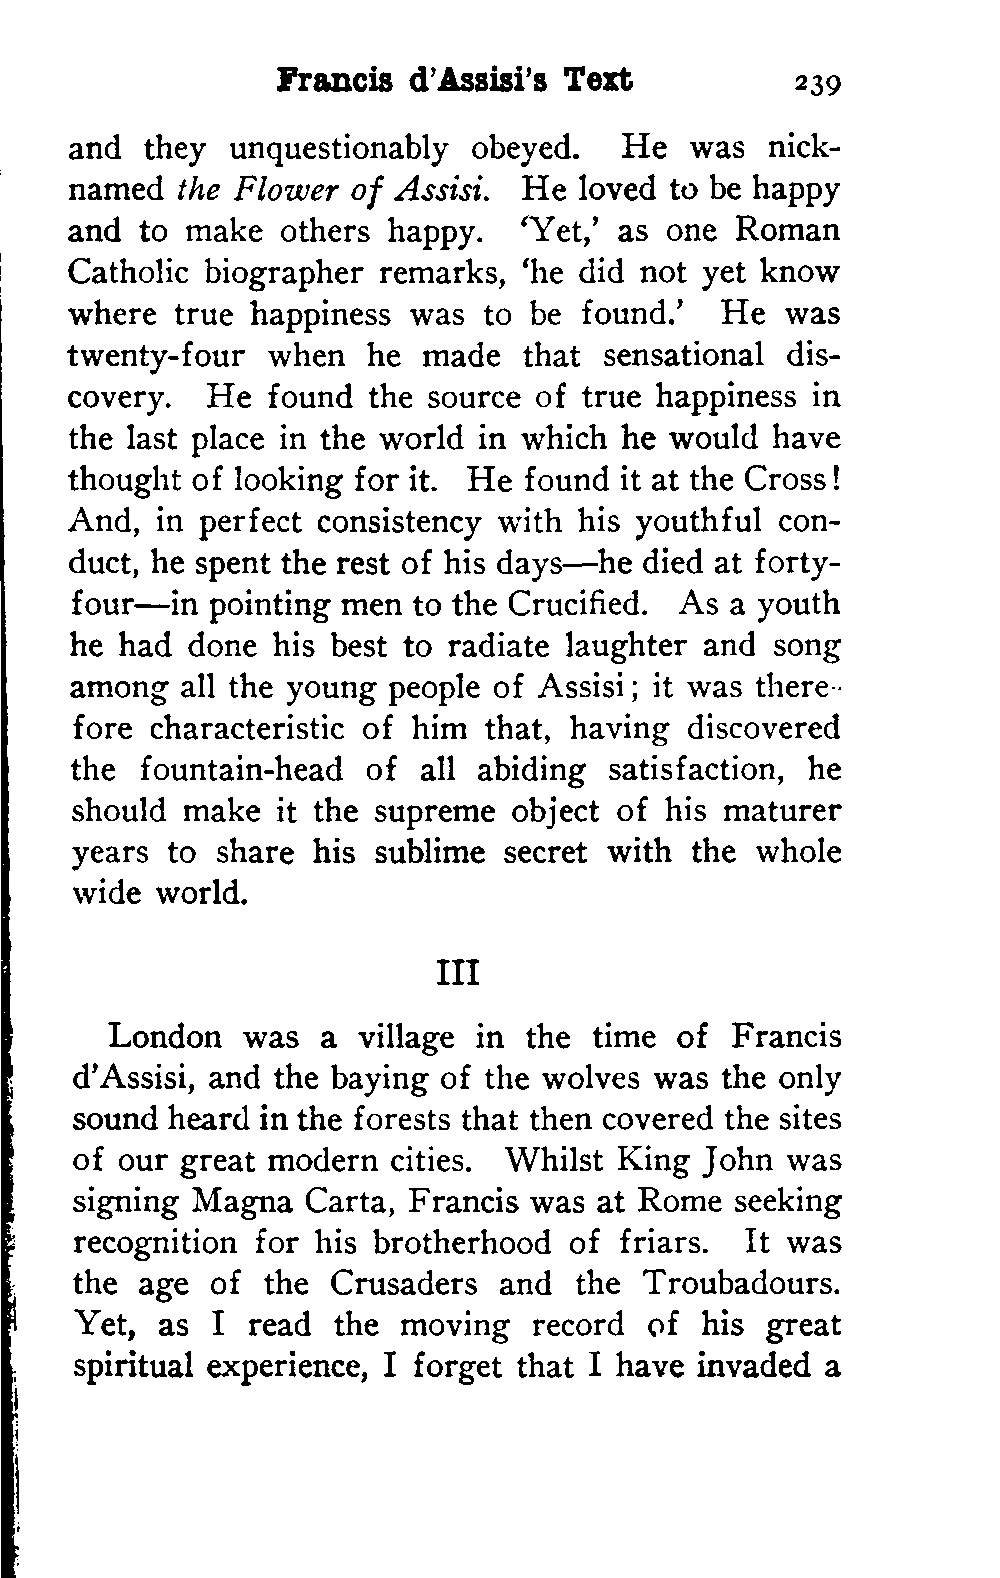 Francis d'Assisi's Text 239
and they unquestionably obeyed. He was nick-
named the Flower of Assisi. He loved to be happy
and to make others happy. 'Yet,' as one Roman
Catholic biographer remarks, 'he did not yet know
where true happiness was to be found.' He was
twenty-four when he made that sensational dis-
covery. He found the source of true happiness in
the last place in the world in which he would have
thought of looking for it. He found it at the Cross!
And, in perfect consistency with his youthful con-
duct, he spent the rest of his days—he died at forty-
four—in pointing men to the Crucified. As a youth
he had done his best to radiate laughter and song
among all the young people of Assisi; it was there-
fore characteristic of him that, having discovered
the fountain-head of all abiding satisfaction, he
should make it the supreme object of his maturer
years to share his sublime secret with the whole
wide world.
III
London was a village in the time of Francis
d'Assisi, and the baying of the wolves was the only
sound heard in the forests that then covered the sites
of our great modern cities. Whilst King John was
signing Magna Carta, Francis was at Rome seeking
recognition for his brotherhood of friars. It was
the age of the Crusaders and the Troubadours.
Yet, as I read the moving record of his great
spiritual experience, I forget that I have invaded a